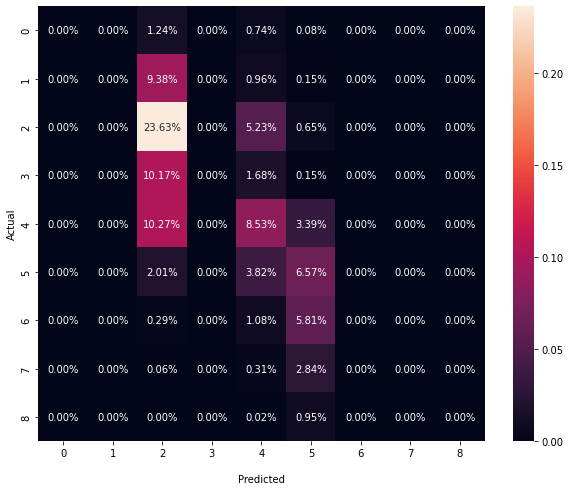 0 0.00% 0.00% 1.24% 0.00% 0.74% 0.08% 0.00% 0.00% 0.00%
1 0.00% 0.00% 9.38% 0.00% 0.96% 0.15% 0.00% 0.00% 0.00%
2 0.00% 0.00% 23.63% 0.00% 5.23% 0.65% 0.00% 0.00% 0.00%
3 0.00% 0.00% 10.17% 0.00% 1.68% 0.15% 0.00% 0.00% 0.00%
4 0.00% 0.00% 10.27% 0.00% 8.53% 3.39% 0.00% 0.00% 0.00%
5 0.00% 0.00% 2.01% 0.00% 3.82% 6.57% 0.00% 0.00% 0.00%
6 0.00% 0.00% 0.29% 0.00% 1.08% 5.81% 0.00% 0.00% 0.00%
7 0.00% 0.00% 0.06% 0.00% 0.31% 2.84% 0.00% 0.00% 0.00%
8 0.00% 0.00% 0.00% 0.00% 0.02% 0.95% 0.00% 0.00% 0.00%
0 1 2 3 4 5 6 7 8
Actual
Predicted
0.20
0.15
0.10
0.05
0.00